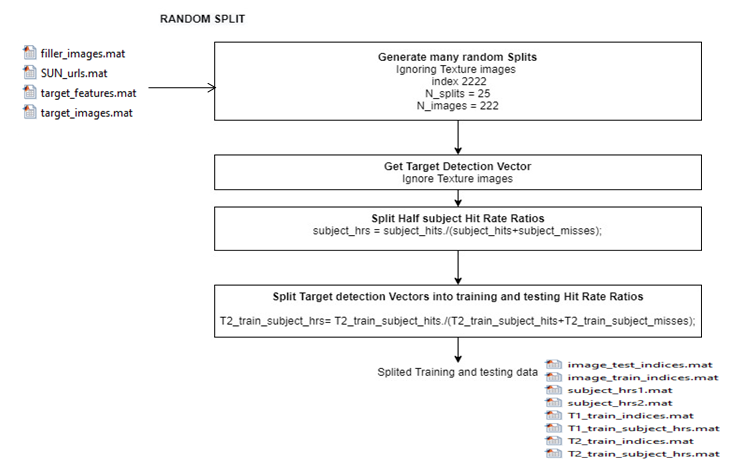 RANDOM SPLIT
filler_images.mat
SUN_urls.mat
target_features.mat
target_images.mat
Generate many random Splits
Ignoring Texture images
index 2222
N_splits = 25
N_images = 222
Get Target Detection Vector
Ignore Texture images
Split Half subject Hit Rate Ratios
subject_hrs = subject_hits./(subject_hits+subject_misses);
Split Target detection Vectors into training and testing Hit Rate Ratios
T2_train_subject_hrs= T2_train_subject_hits./(T2_train_subject_hits+T2_train_subject_misses);
Splited Training and testing data
image_test_indices.mat
image_train_indices.mat
subject_hrs1.mat
subject_hrs2.mat
T1_train_indices.mat
T1_train_subject_hrs.mat
T2_train_indices.mat
T2_train_subject_hrs.mat